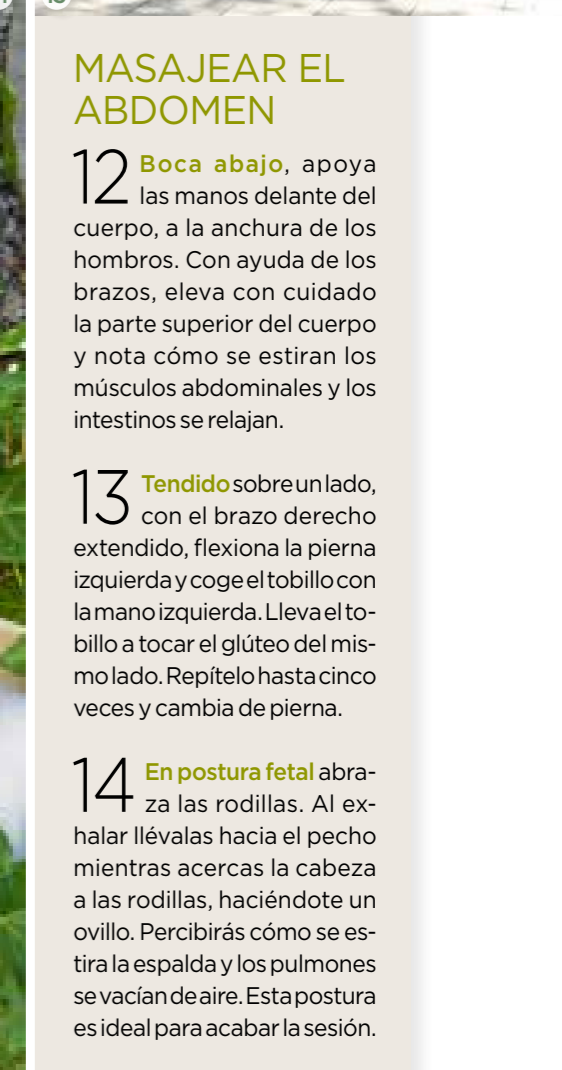 MASAJEAR EL
ABDOMEN
12 Boca abajo, apoya
las manos delante del
cuerpo, a la anchura de los
hombros. Con ayuda de los
brazos, eleva con cuidado
la parte superior del cuerpo
y nota cómo se estiran los
músculos abdominales y los
intestinos se relajan.
13 Tendido sobre un lado,
con el brazo derecho
extendido, flexiona la pierna
izquierda y coge el tobillo con
la mano izquierda. Lleva el to-
billo a tocar el glúteo del mis-
mo lado. Repítelo hasta cinco
veces y cambia de pierna.
14 En postura fetal abra-
za las rodillas. Al ex-
halar llévalas hacia el pecho
mientras acercas la cabeza
a las rodillas, haciéndote un
ovillo. Percibirás cómo se es-
tira la espalda y los pulmones
se vacían de aire. Esta postura
es ideal para acabar la sesión.